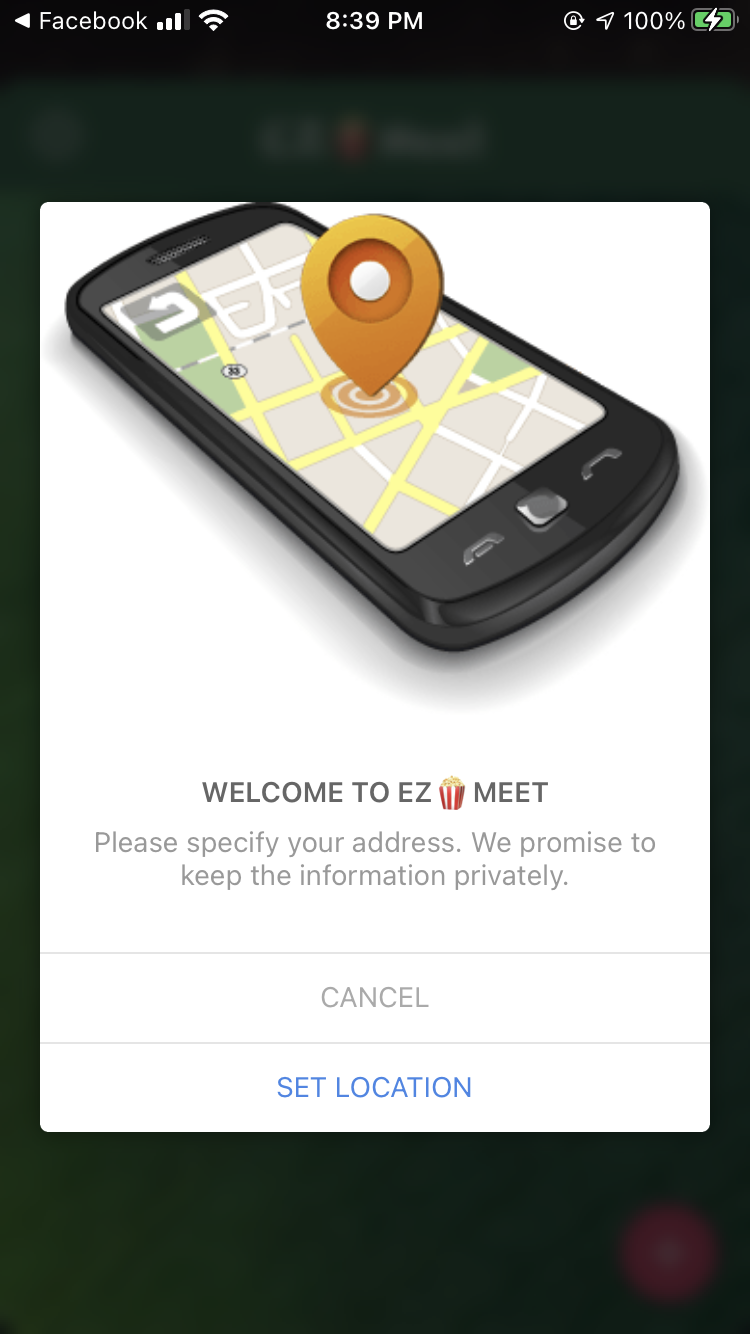 Facebook 8:39 PM 100%
33
WELCOME TO EZ🍿MEET
Please specify your address. We promise to
keep the information privately.
CANCEL
SET LOCATION